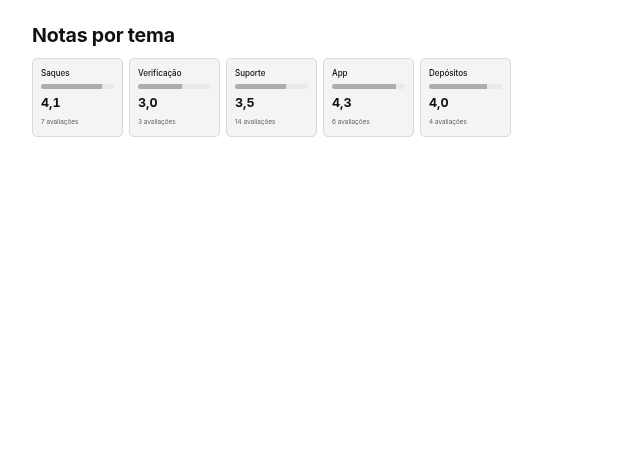 Notas por tema
Saques
4,1
7 avaliações
Verificação
3,0
3 avaliações
Suporte
3,5
14 avaliações
App
4,3
6 avaliações
Depósitos
4,0
4 avaliações